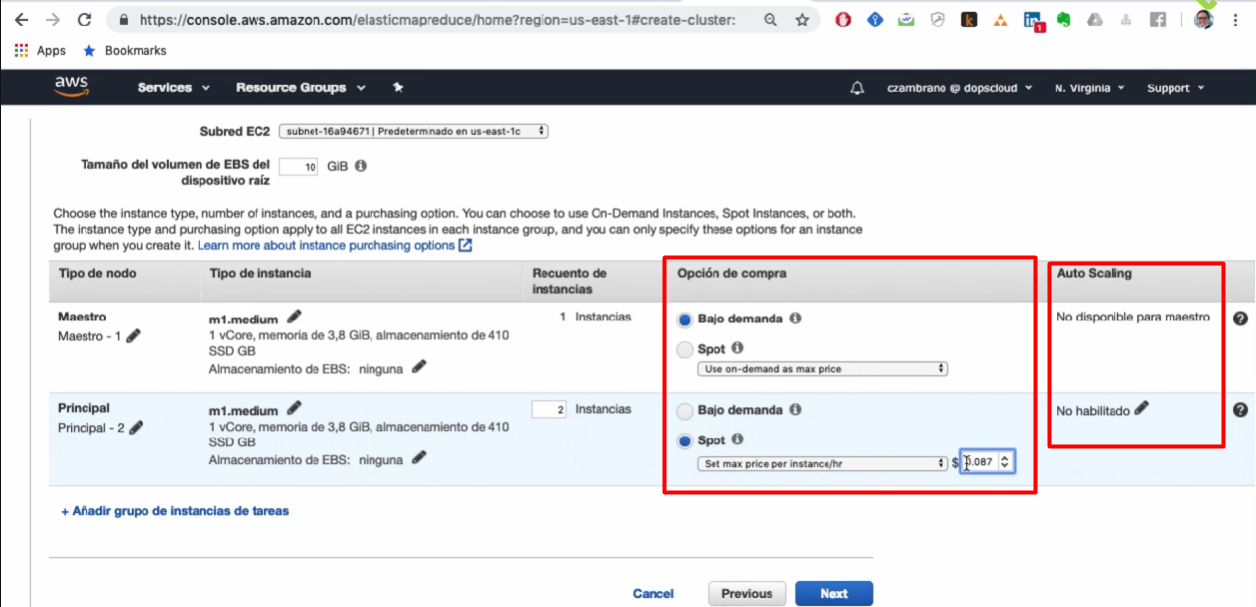 https://console.aws.amazon.com/elasticmapreduce/home?region=us-east-1#create-cluster:
Apps
Bookmarks
aws
Services
Resource Groups
czambrano @ dopscloud
N. Virginia
Support
Subred EC2
subnet-16a94671 | Predeterminado en us-east-1c
Tamaño del volumen de EBS del
dispositivo raíz
10 GiB
Choose the instance type, number of instances, and a purchasing option. You can choose to use On-Demand Instances, Spot Instances, or both.
The instance type and purchasing option apply to all EC2 instances in each instance group, and you can only specify these options for an instance
group when you create it. Learn more about instance purchasing options
Tipo de nodo
Tipo de instancia
Recuento de
instancias
Opción de compra
Auto Scaling
Maestro
Maestro - 1
m1.medium
1 vCore, memoria de 3,8 GiB, almacenamiento de 410
SSD GB
Almacenamiento de EBS: ninguna
1 Instancias
Bajo demanda
Spot
Use on-demand as max price
No disponible para maestro
Principal
Principal - 2
m1.medium
1 vCore, memoria de 3,8 GiB, almacenamiento de 410
SSD GB
Almacenamiento de EBS: ninguna
2 Instancias
Bajo demanda
Spot
Set max price per instance/hr
$ .087
No habilitado
+ Añadir grupo de instancias de tareas
Cancel
Previous
Next